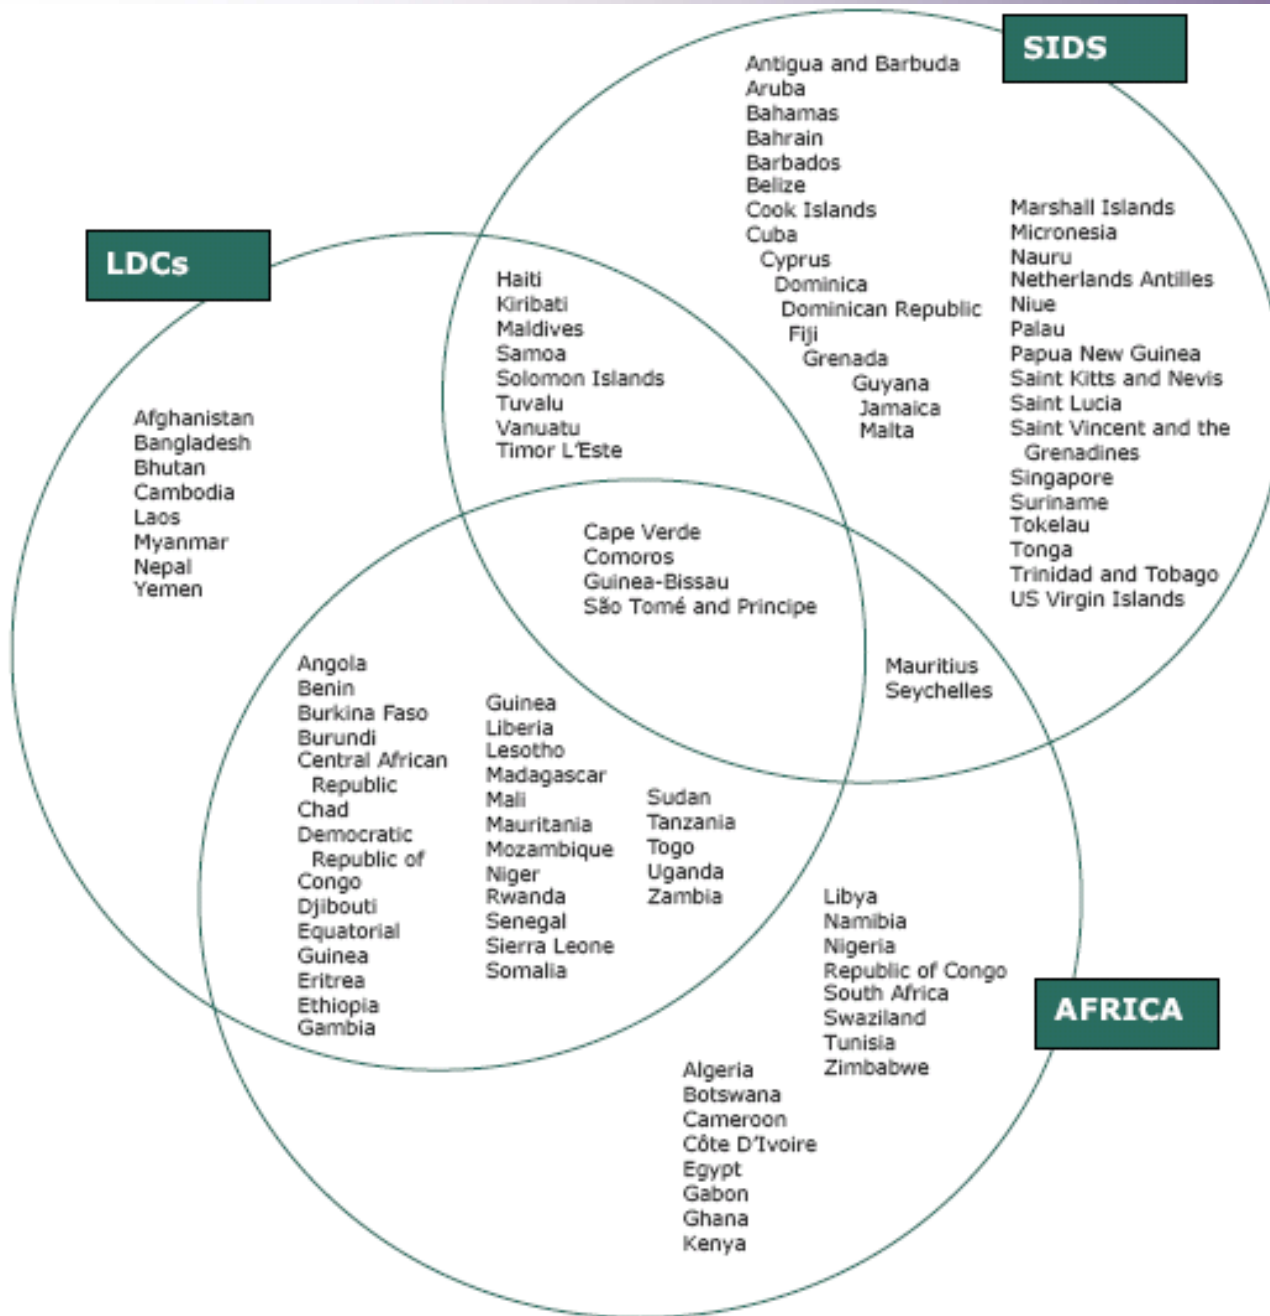 SIDS
Antigua and Barbuda
Aruba
Bahamas
Bahrain
Barbados
Belize
Cook Islands
Cuba
Cyprus
Dominica
Dominican Republic
Fiji
Grenada
Guyana
Jamaica
Malta
Marshall Islands
Micronesia
Nauru
Netherlands Antilles
Niue
Palau
Papua New Guinea
Saint Kitts and Nevis
Saint Lucia
Saint Vincent and the
Grenadines
Singapore
Suriname
Tokelau
Tonga
Trinidad and Tobago
US Virgin Islands
LDCs
Haiti
Kiribati
Maldives
Samoa
Solomon Islands
Tuvalu
Vanuatu
Timor L'Este
Afghanistan
Bangladesh
Bhutan
Cambodia
Laos
Myanmar
Nepal
Yemen
Cape Verde
Comoros
Guinea-Bissau
São Tomé and Principe
Mauritius
Seychelles
Angola
Benin
Burkina Faso
Burundi
Central African
Republic
Chad
Democratic
Republic of
Congo
Djibouti
Equatorial
Guinea
Eritrea
Ethiopia
Gambia
Guinea
Liberia
Lesotho
Madagascar
Mali
Mauritania
Mozambique
Niger
Rwanda
Senegal
Sierra Leone
Somalia
Sudan
Tanzania
Togo
Uganda
Zambia
Libya
Namibia
Nigeria
Republic of Congo
South Africa
Swaziland
Tunisia
Zimbabwe
AFRICA
Algeria
Botswana
Cameroon
Côte D'Ivoire
Egypt
Gabon
Ghana
Kenya